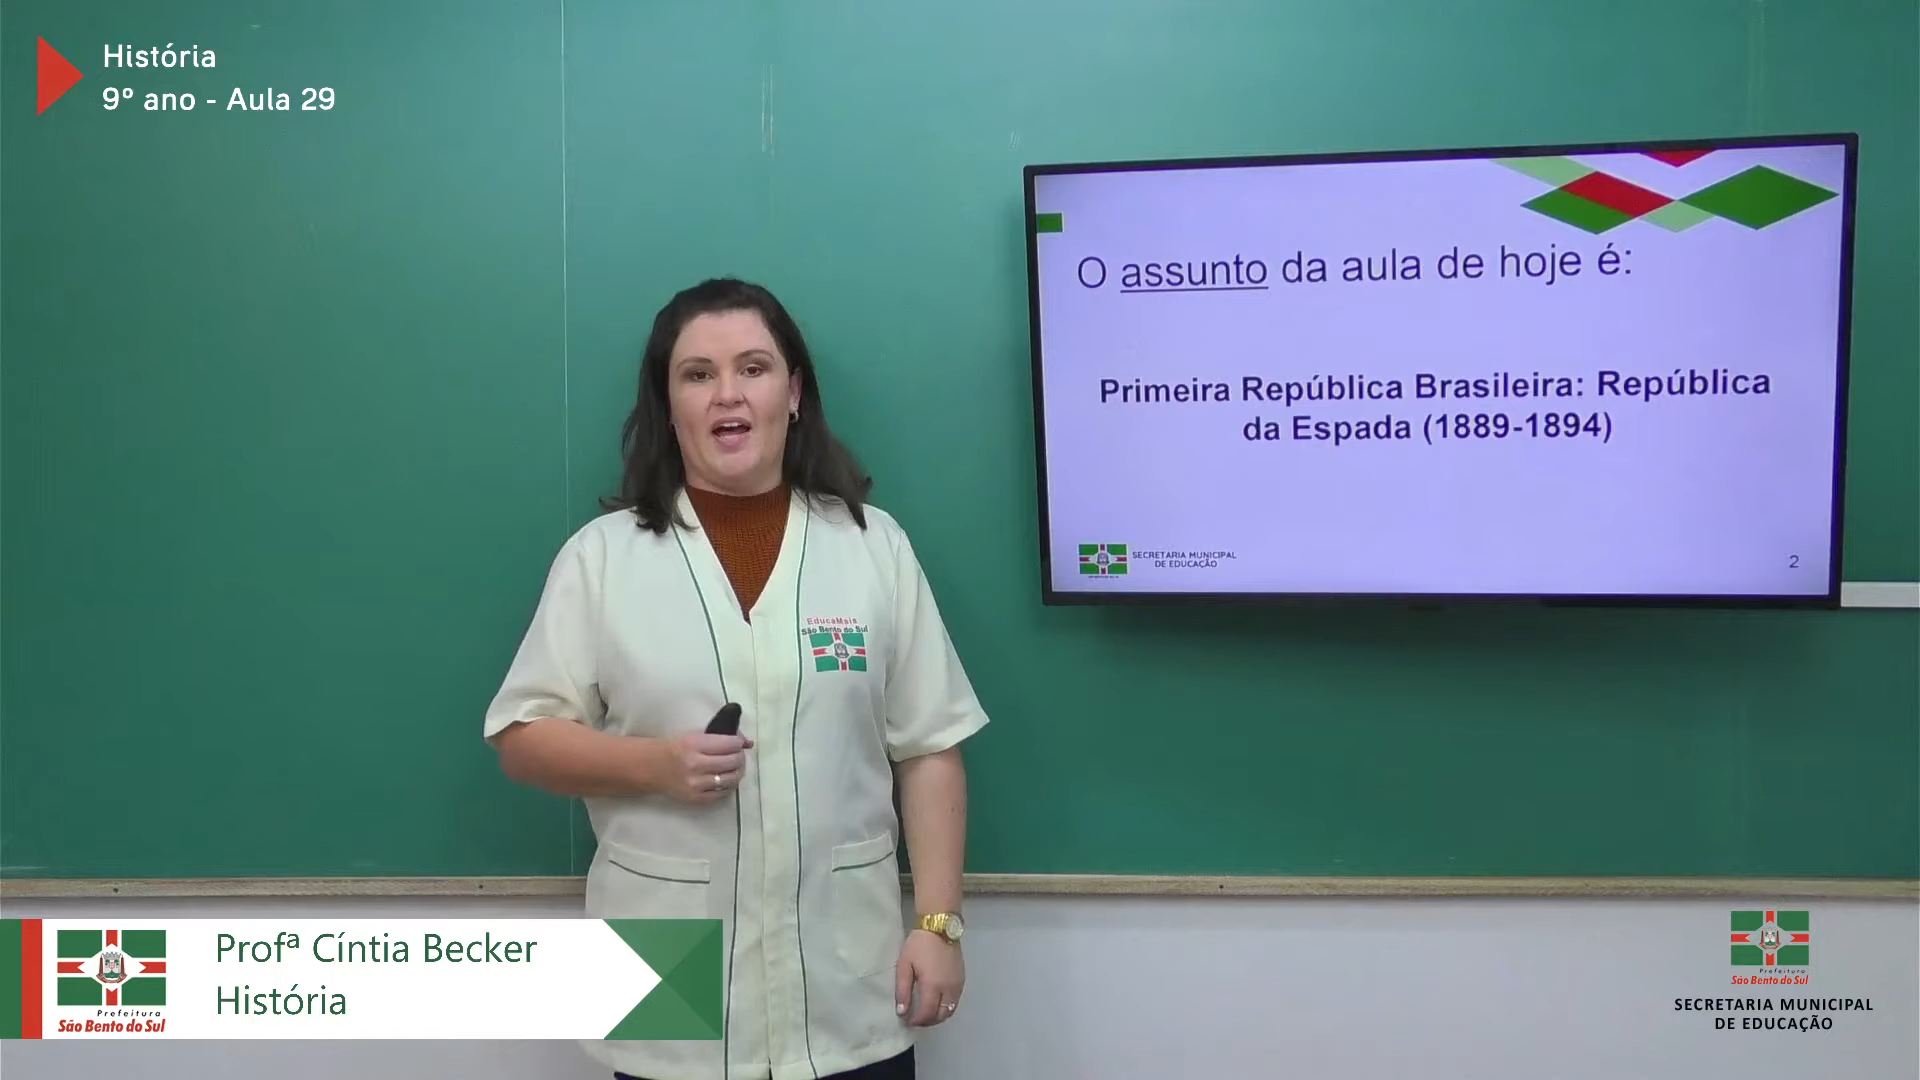 História
9º ano - Aula 29
O assunto da aula de hoje é:
Primeira República Brasileira: República
da Espada (1889-1894)
SECRETARIA MUNICIPAL
DE EDUCAÇÃO
2
EducaMais
São Bento do Sul
Profª Cíntia Becker
História
Prefeitura
São Bento do Sul
Prefeitura
São Bento do Sul
SECRETARIA MUNICIPAL
DE EDUCAÇÃO